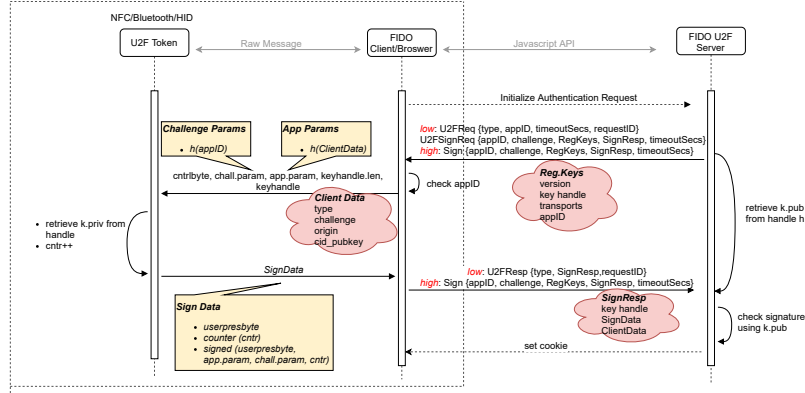 NFC/Bluetooth/HID
U2F Token
Raw Message
FIDO
Client/Broswer
Javascript API
FIDO U2F
Server
Initialize Authentication Request
low: U2FReq {type, appID, timeoutSecs, requestID}
U2FSignReq {appID, challenge, RegKeys, SignResp, timeoutSecs}
high: Sign {appID, challenge, RegKeys, SignResp, timeoutSecs}
Challenge Params
• h(appID)
App Params
• h(ClientData)
cntrlbyte, chall.param, app.param, keyhandle.len,
keyhandle
check appID
Reg.Keys
version
key handle
transports
appID
Client Data
type
challenge
origin
cid_pubkey
• retrieve k.priv from
handle
• cntr++
retrieve k.pub
from handle h
SignData
low: U2FResp {type, SignResp,requestID}
high: Sign {appID, challenge, RegKeys, SignResp, timeoutSecs}
Sign Data
• userpresbyte
• counter (cntr)
• signed (userpresbyte,
app.param, chall.param, cntr)
SignResp
key handle
SignData
ClientData
check signature
using k.pub
set cookie